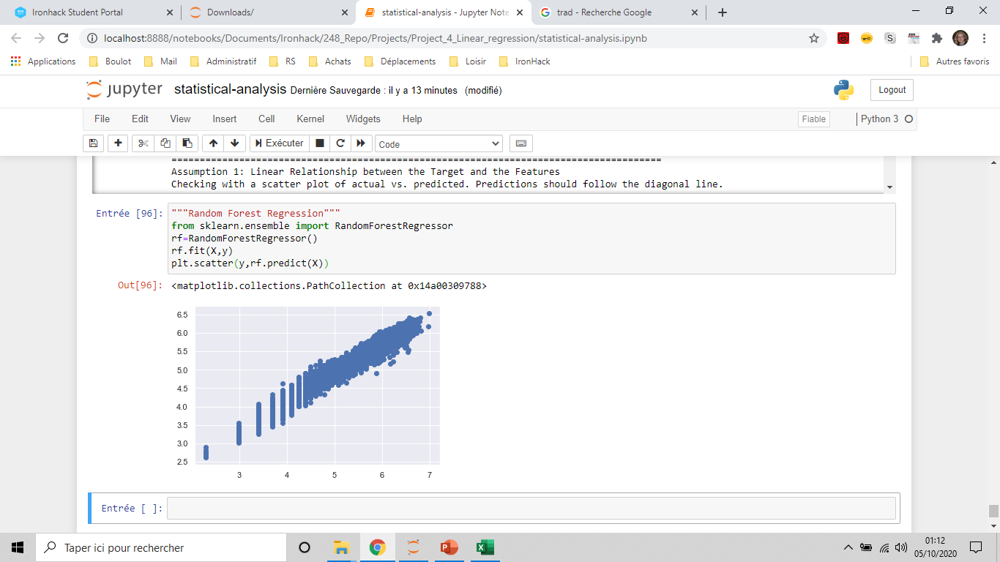 Ironhack Student Portal
Downloads/
statistical-analysis - Jupyter Note
trad - Recherche Google
localhost:8888/notebooks/Documents/Ironhack/248_Repo/Projects/Project_4_Linear_regression/statistical-analysis.ipynb
Applications Boulot Mail Administratif RS Achats Déplacements Loisir IronHack Autres favoris
jupyter statistical-analysis Dernière Sauvegarde : il y a 13 minutes (modifié)
Logout
File Edit View Insert Cell Kernel Widgets Help
Fiable
Python 3
Exécuter
Code
=======================================================================================
Assumption 1: Linear Relationship between the Target and the Features
Checking with a scatter plot of actual vs. predicted. Predictions should follow the diagonal line.
Entrée [96]:
"""Random Forest Regression"""
from sklearn.ensemble import RandomForestRegressor
rf=RandomForestRegressor()
rf.fit(X,y)
plt.scatter(y,rf.predict(X))
Out[96]:
<matplotlib.collections.PathCollection at 0x14a00309788>
6.5
6.0
5.5
5.0
4.5
4.0
3.5
3.0
2.5
3 4 5 6 7
Entrée [ ]:
Taper ici pour rechercher
01:12
05/10/2020